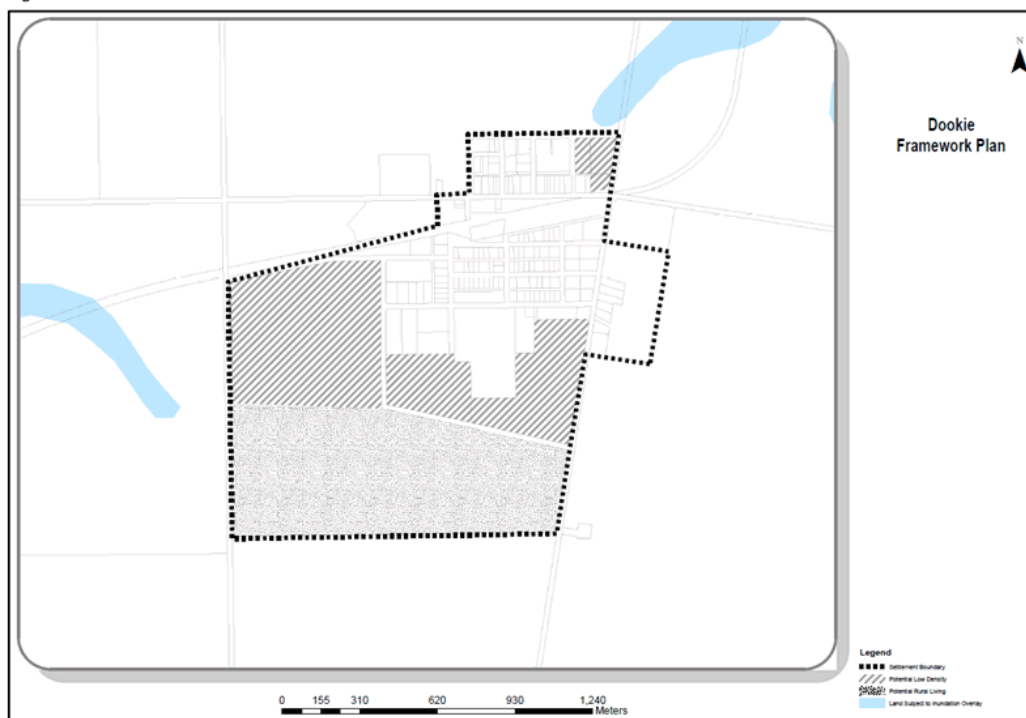 N
Dookie
Framework Plan
Legend
Settlement Boundary
Potential Low Density
Potential Rural Living
Land Subject to Inundation Overlay
0 155 310 620 930 1,240
Meters